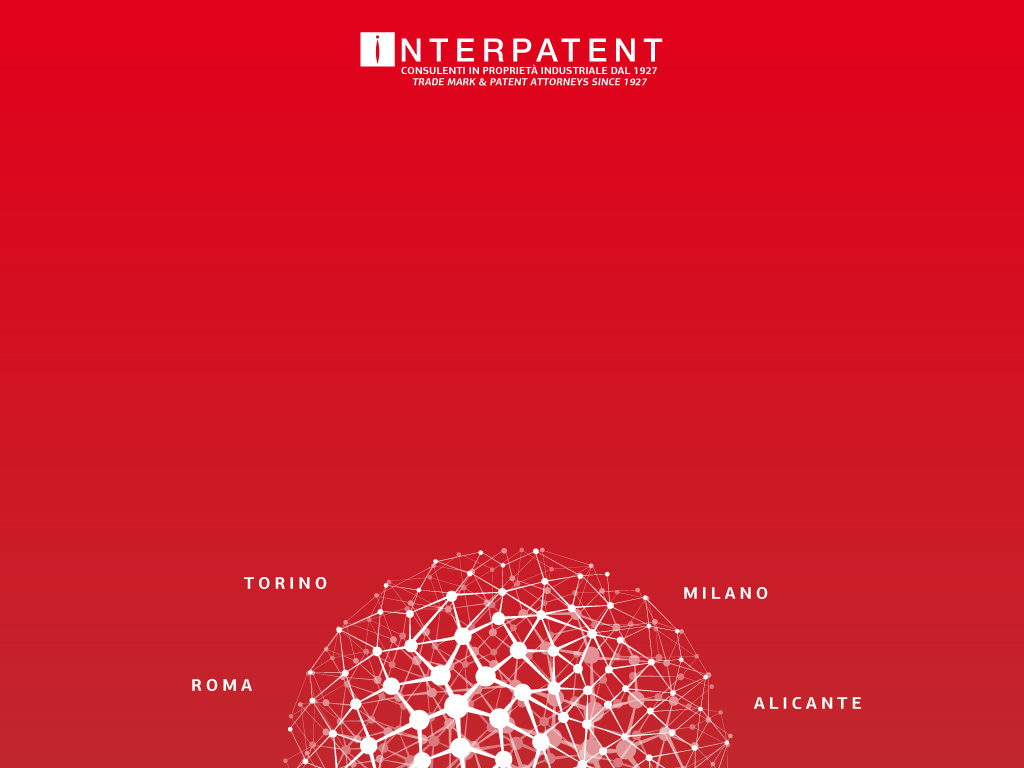 iNTERPATENT
CONSULENTI IN PROPRIETÀ INDUSTRIALE DAL 1927
TRADE MARK & PATENT ATTORNEYS SINCE 1927
TORINO
MILANO
ROMA
ALICANTE